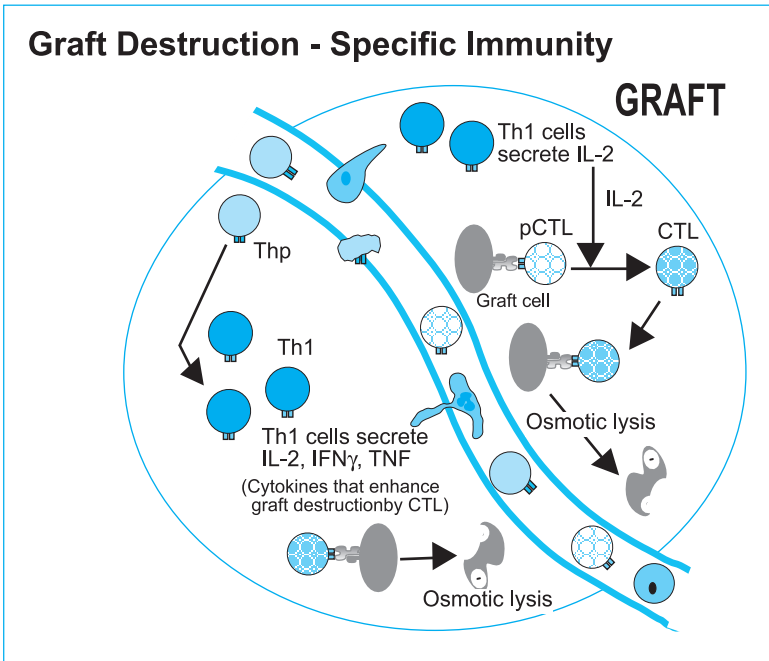 Graft Destruction - Specific Immunity
GRAFT
Th1 cells
secrete IL-2
IL-2
pCTL
CTL
Graft cell
Thp
Th1
Osmotic lysis
Th1 cells secrete
IL-2, IFNγ, TNF
(Cytokines that enhance
graft destructionby CTL)
Osmotic lysis